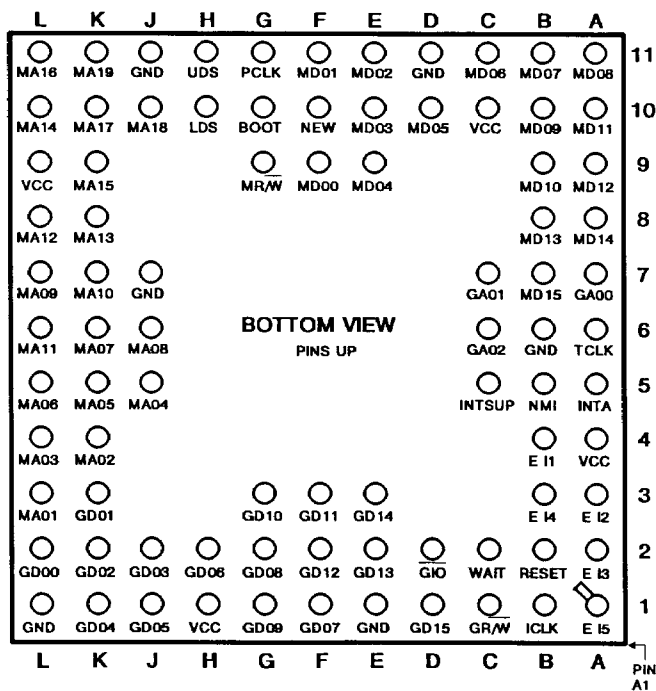 L K J H G F E D C B A
11
MA16 MA19 GND UDS PCLK MD01 MD02 GND MD06 MD07 MD08
10
MA14 MA17 MA18 LDS BOOT NEW MD03 MD05 VCC MD09 MD11
9
VCC MA15 MR/W MD00 MD04 MD10 MD12
8
MA12 MA13 MD13 MD14
7
MA09 MA10 GND GA01 MD15 GA00
BOTTOM VIEW
6
PINS UP
MA11 MA07 MA08 GA02 GND TCLK
5
MA06 MA05 MA04 INTSUP NMI INTA
4
MA03 MA02 EI1 VCC
3
MA01 GD01 GD10 GD11 GD14 EI4 EI2
2
GD00 GD02 GD03 GD06 GD08 GD12 GD13 GIO WAIT RESET EI3
1
GND GD04 GD05 VCC GD09 GD07 GND GD15 GR/W ICLK EI5
L K J H G F E D C B A
PIN
A1